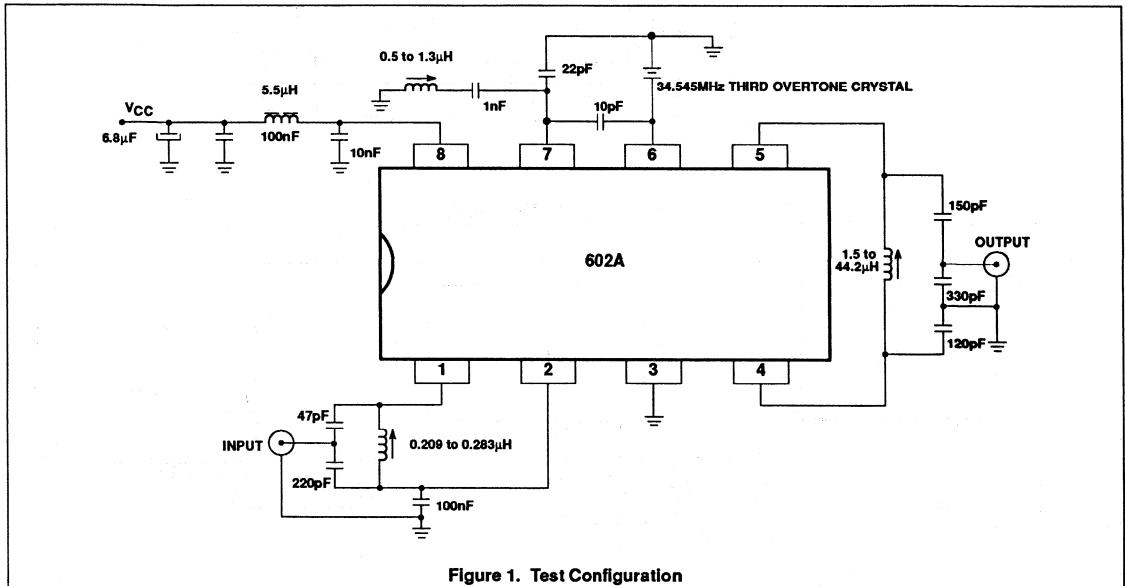 0.5 to 1.3μH
22pF
34.545MHz THIRD OVERTONE CRYSTAL
5.5μH
1nF
10pF
VCC
6.8μF
100nF
10nF
8
7
6
5
150pF
OUTPUT
602A
1.5 to
44.2μH
330pF
120pF
1
2
3
4
47pF
INPUT
0.209 to 0.283μH
220pF
100nF
Figure 1. Test Configuration